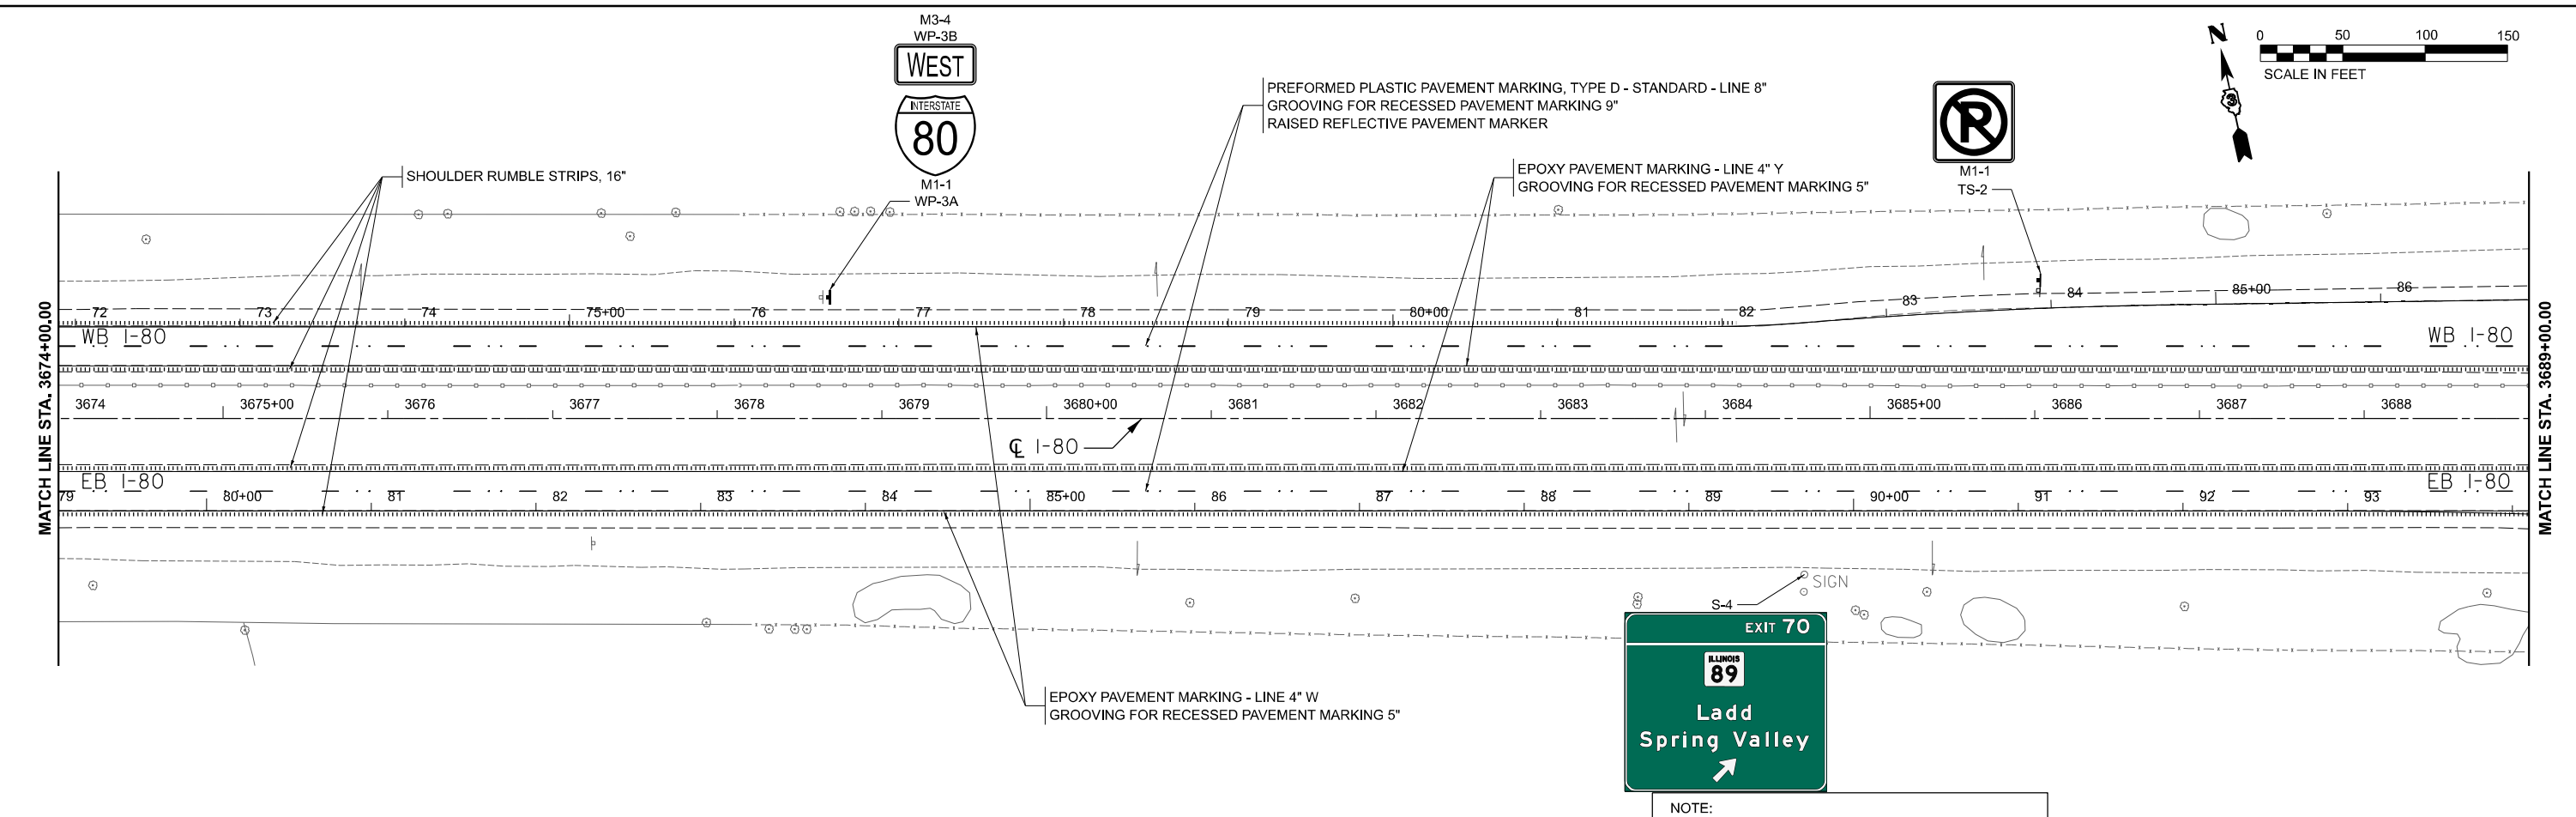 M3-4
WP-3B
WEST
INTERSTATE
80
M1-1
WP-3A
PREFORMED PLASTIC PAVEMENT MARKING, TYPE D - STANDARD - LINE 8"
GROOVING FOR RECESSED PAVEMENT MARKING 9"
RAISED REFLECTIVE PAVEMENT MARKER
P
M1-1
TS-2
N
3
0 50 100 150
SCALE IN FEET
SHOULDER RUMBLE STRIPS, 16"
EPOXY PAVEMENT MARKING - LINE 4" Y
GROOVING FOR RECESSED PAVEMENT MARKING 5"
MATCH LINE STA. 3674+00.00
72 73 74 75+00 76 77 78 79 80+00 81 82 83 84 85+00 86
WB I-80 WB I-80
3674 3675+00 3676 3677 3678 3679 3680+00 3681 3682 3683 3684 3685+00 3686 3687 3688
CL I-80
EB I-80 EB I-80
79 80+00 81 82 83 84 85+00 86 87 88 89 90+00 91 92 93
MATCH LINE STA. 3689+00.00
SIGN
S-4
EPOXY PAVEMENT MARKING - LINE 4" W
GROOVING FOR RECESSED PAVEMENT MARKING 5"
EXIT 70
ILLINOIS
89
Ladd
Spring Valley
NOTE: